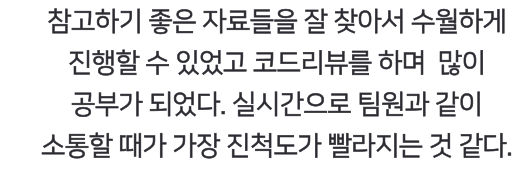 참고하기 좋은 자료들을 잘 찾아서 수월하게
진행할 수 있었고 코드리뷰를 하며  많이
공부가 되었다. 실시간으로 팀원과 같이
소통할 때가 가장 진척도가 빨라지는 것 같다.